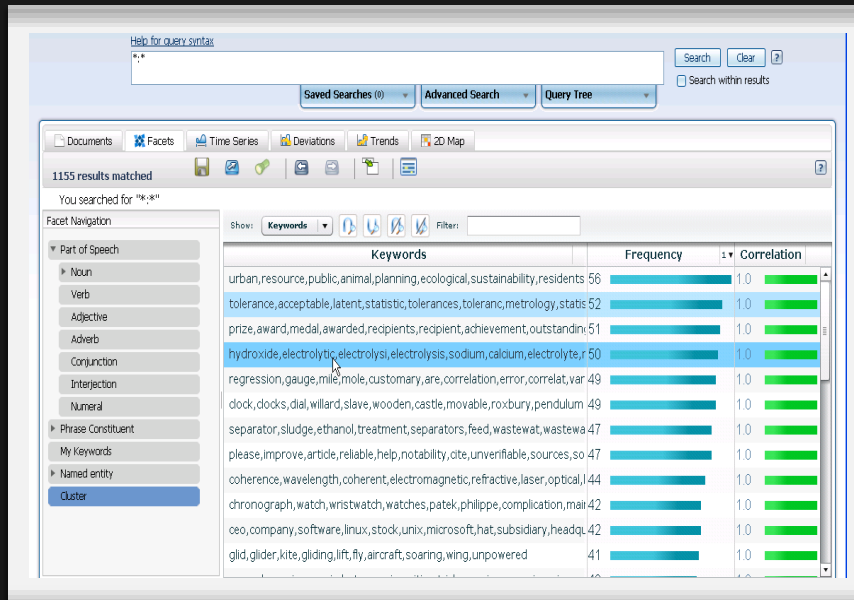 Help for query syntax
*:*
Search Clear ?
Search within results
Saved Searches (0) Advanced Search Query Tree
Documents Facets Time Series Deviations Trends 2D Map
1155 results matched ?
You searched for "*:*"
Facet Navigation
Show: Keywords Filter:
Part of Speech
Noun
Verb
Adjective
Adverb
Conjunction
Interjection
Numeral
Phrase Constituent
My Keywords
Named entity
Cluster
Keywords Frequency 1 Correlation
urban,resource,public,animal,planning,ecological,sustainability,residents 56 1.0
tolerance,acceptable,latent,statistic,tolerances,toleranc,metrology,statis 52 1.0
prize,award,medal,awarded,recipients,recipient,achievement,outstanding 51 1.0
hydroxide,electrolytic,electrolysi,electrolysis,sodium,calcium,electrolyte,r 50 1.0
regression,gauge,mile,mole,customary,are,correlation,error,correlat,var 49 1.0
clock,clocks,dial,willard,slave,wooden,castle,movable,roxbury,pendulum 49 1.0
separator,sludge,ethanol,treatment,separators,feed,wastewat,wastewa 47 1.0
please,improve,article,reliable,help,notability,cite,unverifiable,sources,so 47 1.0
coherence,wavelength,coherent,electromagnetic,refractive,laser,optical,l 44 1.0
chronograph,watch,wristwatch,watches,patek,philippe,complication,mai 42 1.0
ceo,company,software,linux,stock,unix,microsoft,hat,subsidiary,headqu 42 1.0
glid,glider,kite,gliding,lift,fly,aircraft,soaring,wing,unpowered 41 1.0